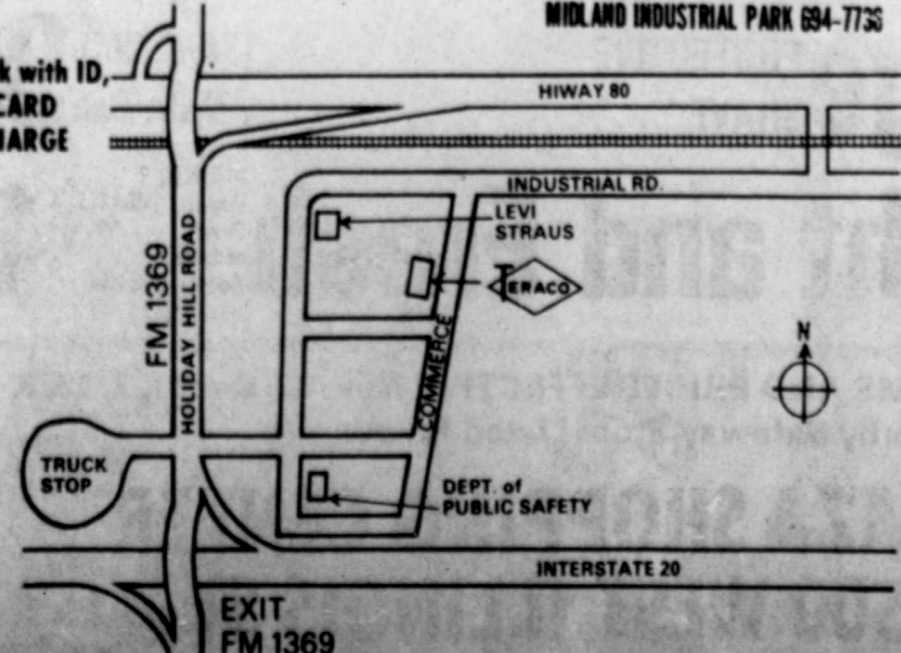 MIDLAND INDUSTRIAL PARK 694-7736
k with ID,
CARD
HARGE
HIWAY 80
INDUSTRIAL RD.
LEVI
STRAUS
TERACO
FM 1369
HOLIDAY HILL ROAD
COMMERCE
N
TRUCK
STOP
DEPT. of
PUBLIC SAFETY
INTERSTATE 20
EXIT
FM 1369